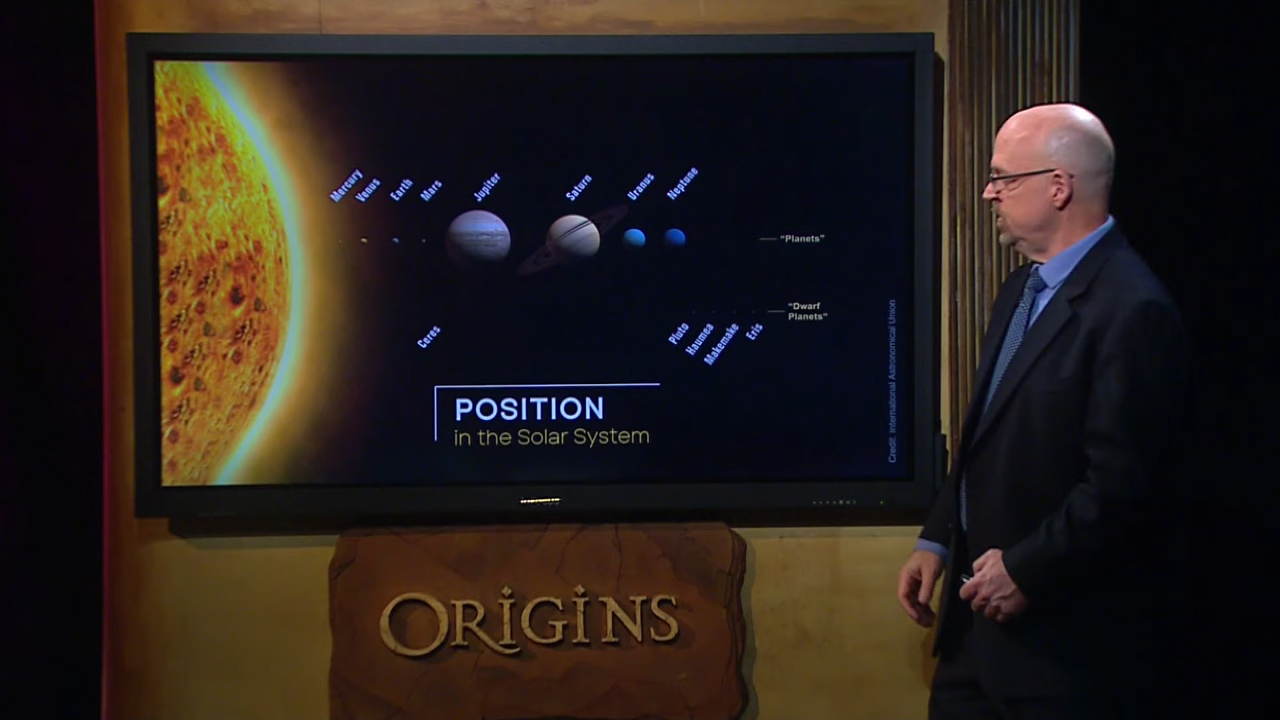 Mercury
Venus
Earth
Mars
Jupiter
Saturn
Uranus
Neptune
"Planets"
"Dwarf
Planets"
Ceres
Pluto
Haumea
Makemake
Eris
POSITION
in the Solar System
Credit: International Astronomical Union
ORIGINS